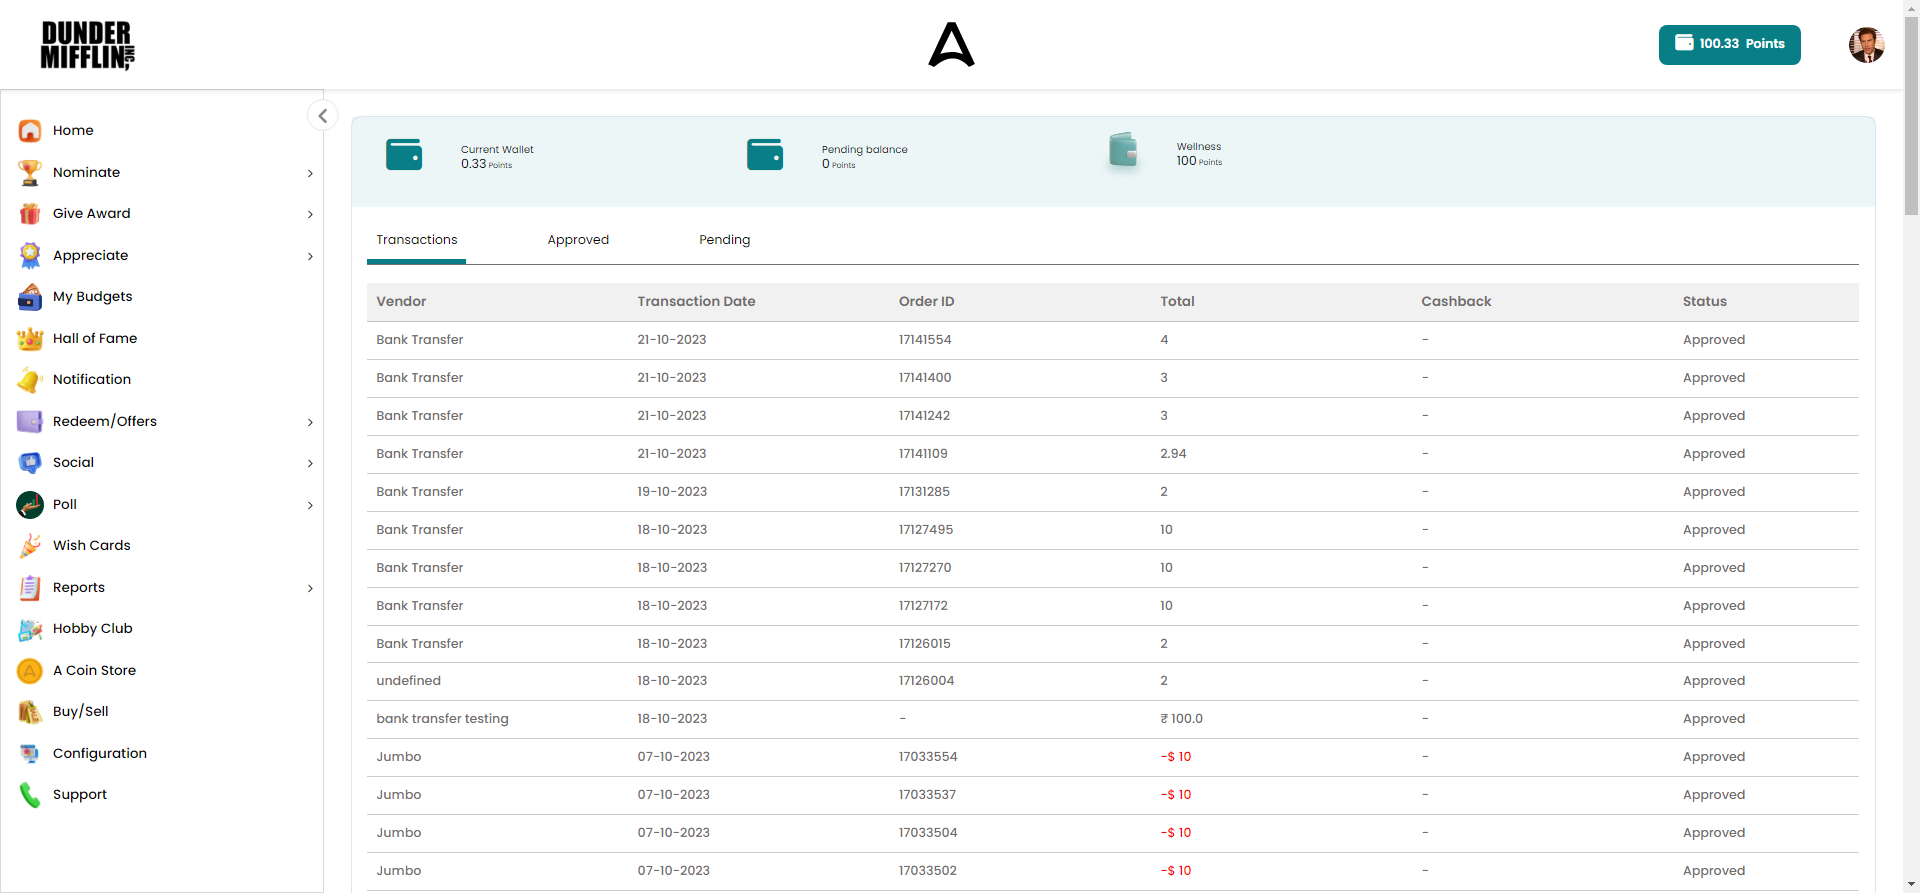 DUNDER
MIFFLIN, INC
100.33 Points
Home
Nominate
Give Award
Appreciate
My Budgets
Hall of Fame
Notification
Redeem/Offers
Social
Poll
Wish Cards
Reports
Hobby Club
A Coin Store
Buy/Sell
Configuration
Support
Current Wallet
0.33 Points
Pending balance
0 Points
Wellness
100 Points
Transactions Approved Pending
Vendor Transaction Date Order ID Total Cashback Status
Bank Transfer 21-10-2023 17141554 4 - Approved
Bank Transfer 21-10-2023 17141400 3 - Approved
Bank Transfer 21-10-2023 17141242 3 - Approved
Bank Transfer 21-10-2023 17141109 2.94 - Approved
Bank Transfer 19-10-2023 17131285 2 - Approved
Bank Transfer 18-10-2023 17127495 10 - Approved
Bank Transfer 18-10-2023 17127270 10 - Approved
Bank Transfer 18-10-2023 17127172 10 - Approved
Bank Transfer 18-10-2023 17126015 2 - Approved
undefined 18-10-2023 17126004 2 - Approved
bank transfer testing 18-10-2023 - ₹ 100.0 - Approved
Jumbo 07-10-2023 17033554 -$ 10 - Approved
Jumbo 07-10-2023 17033537 -$ 10 - Approved
Jumbo 07-10-2023 17033504 -$ 10 - Approved
Jumbo 07-10-2023 17033502 -$ 10 - Approved